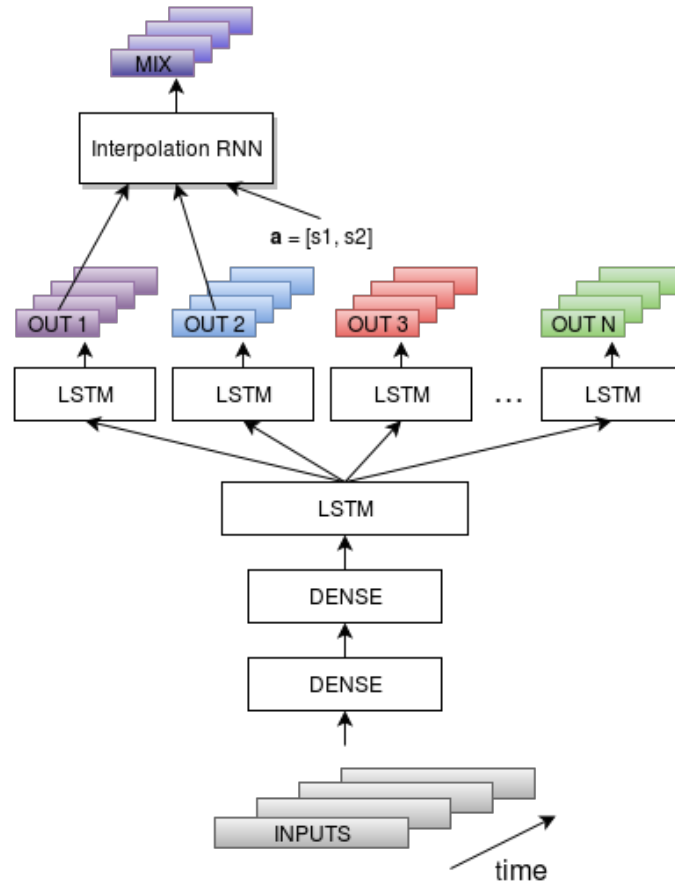 MIX
Interpolation RNN
a = [s1, s2]
OUT 1
OUT 2
OUT 3
OUT N
LSTM
LSTM
LSTM
...
LSTM
LSTM
DENSE
DENSE
INPUTS
time